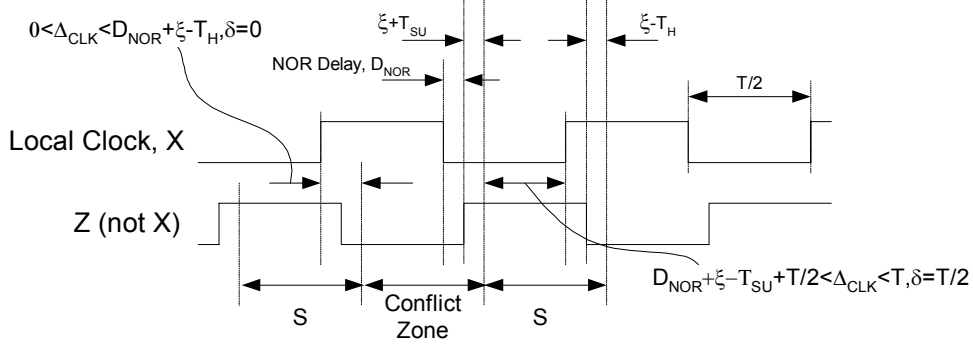 ξ+T_SU
ξ-T_H
0<Δ_CLK<D_NOR+ξ-T_H,δ=0
NOR Delay, D_NOR
T/2
Local Clock, X
Z (not X)
D_NOR+ξ−T_SU+T/2<Δ_CLK<T,δ=T/2
S
Conflict
Zone
S